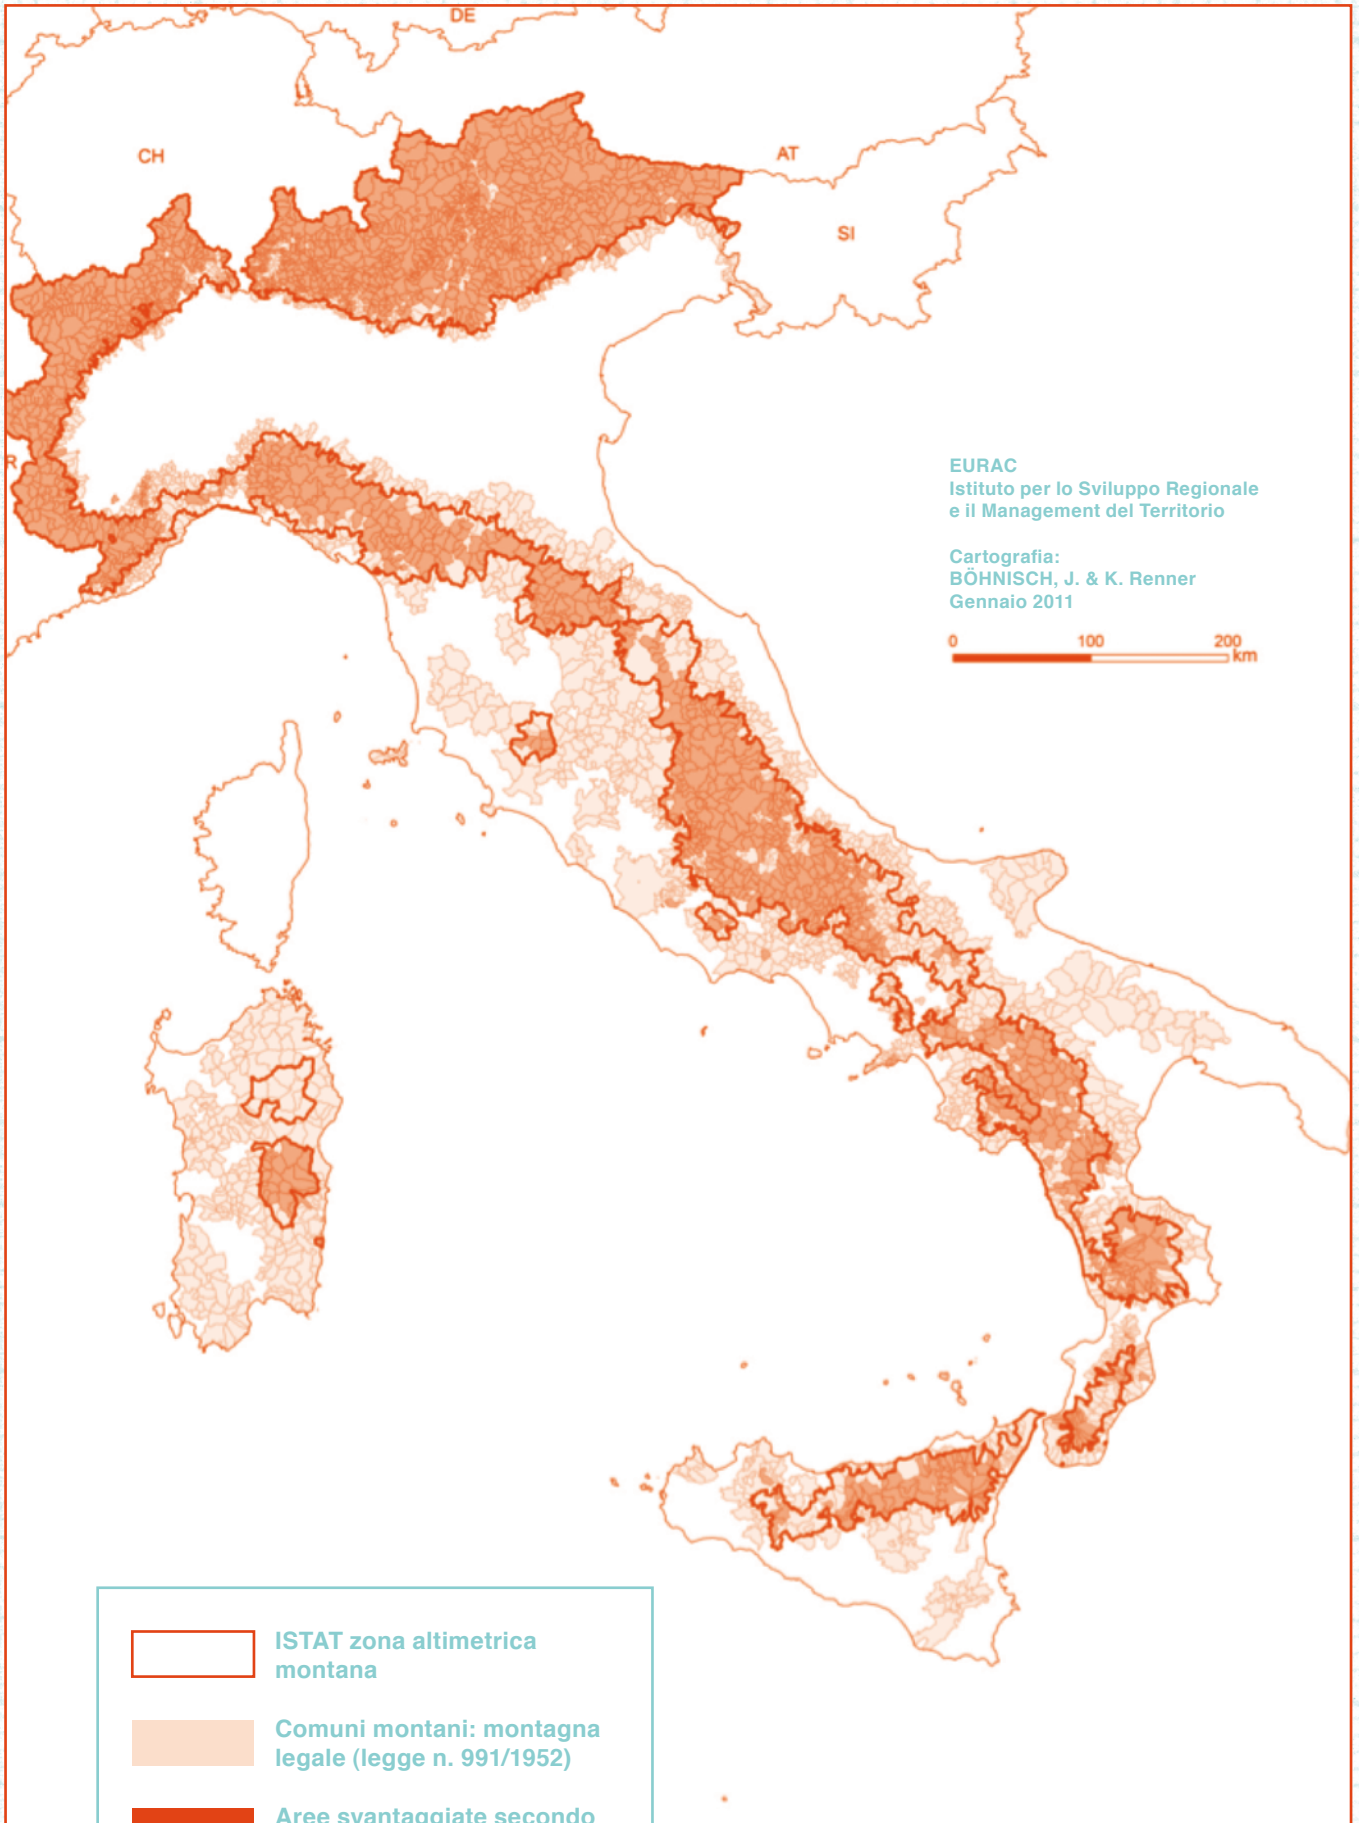 DE
CH
AT
SI
R
EURAC
Istituto per lo Sviluppo Regionale
e il Management del Territorio
Cartografia:
BÖHNISCH, J. & K. Renner
Gennaio 2011
0 100 200
km
ISTAT zona altimetrica
montana
Comuni montani: montagna
legale (legge n. 991/1952)
Aree svantaggiate secondo